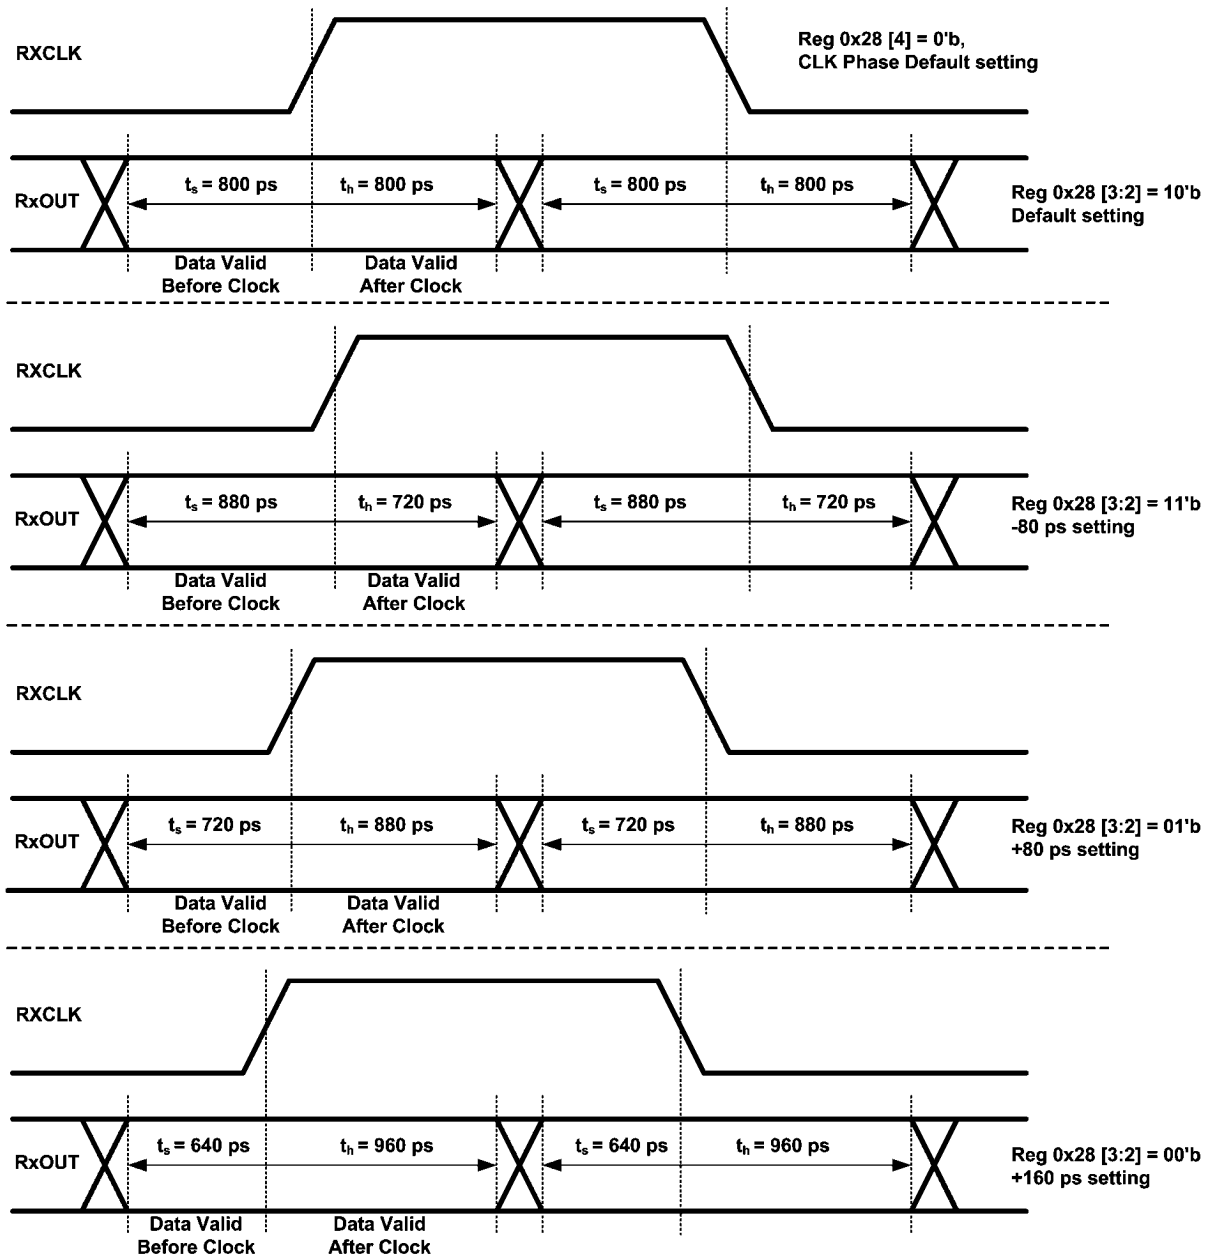 RXCLK
Reg 0x28 [4] = 0'b,
CLK Phase Default setting
RxOUT
ts = 800 ps
th = 800 ps
ts = 800 ps
th = 800 ps
Reg 0x28 [3:2] = 10'b
Default setting
Data Valid
Before Clock
Data Valid
After Clock
RXCLK
RxOUT
ts = 880 ps
th = 720 ps
ts = 880 ps
th = 720 ps
Reg 0x28 [3:2] = 11'b
-80 ps setting
Data Valid
Before Clock
Data Valid
After Clock
RXCLK
RxOUT
ts = 720 ps
th = 880 ps
ts = 720 ps
th = 880 ps
Reg 0x28 [3:2] = 01'b
+80 ps setting
Data Valid
Before Clock
Data Valid
After Clock
RXCLK
RxOUT
ts = 640 ps
th = 960 ps
ts = 640 ps
th = 960 ps
Reg 0x28 [3:2] = 00'b
+160 ps setting
Data Valid
Before Clock
Data Valid
After Clock